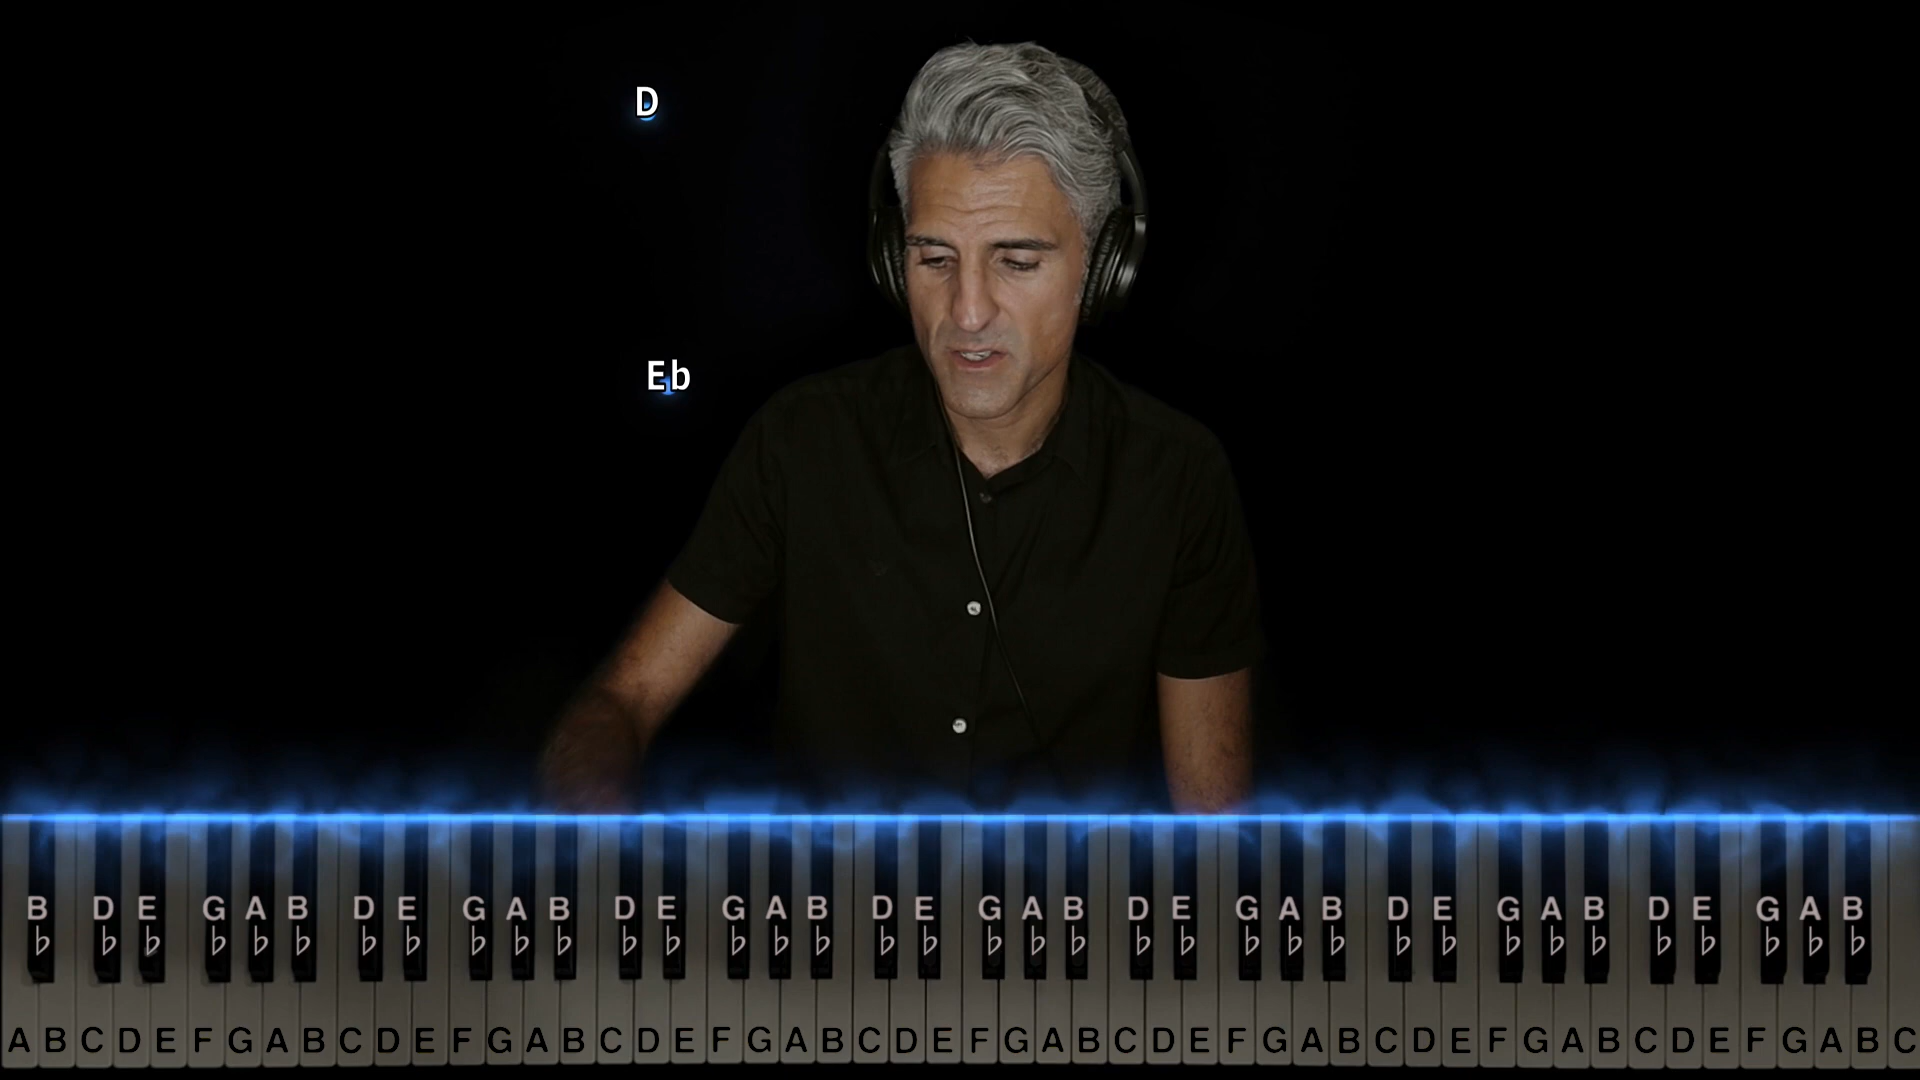 D
Eb
B D E G A B D E G A B D E G A B D E G A B D E G A B D E G A B D E G A B
♭ ♭ ♭ ♭ ♭ ♭ ♭ ♭ ♭ ♭ ♭ ♭ ♭ ♭ ♭ ♭ ♭ ♭ ♭ ♭ ♭ ♭ ♭ ♭ ♭ ♭ ♭ ♭ ♭ ♭ ♭ ♭ ♭ ♭ ♭ ♭
A B C D E F G A B C D E F G A B C D E F G A B C D E F G A B C D E F G A B C D E F G A B C D E F G A B C